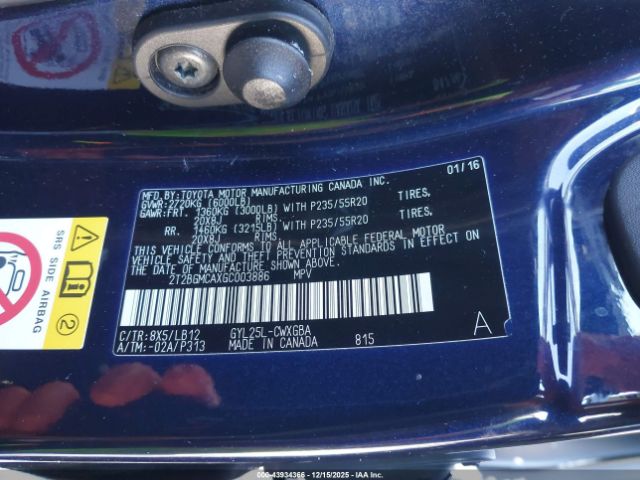 MFD.BY:TOYOTA MOTOR MANUFACTURING CANADA INC. 01/16
GVWR:2720KG (6000LB)
GAWR:FRT. 1360KG (3000LB) WITH P235/55R20 TIRES,
20X8J RIMS,
RR. 1460KG (3215LB) WITH P235/55R20 TIRES,
20X8J RIMS.
THIS VEHICLE CONFORMS TO ALL APPLICABLE FEDERAL MOTOR
VEHICLE SAFETY AND THEFT PREVENTION STANDARDS IN EFFECT ON
THE DATE OF MANUFACTURE SHOWN ABOVE.
2T2BGMCAXGC003886 MPV
C/TR:8X5/LB12 GYL25L-CWXGBA A
A/TM:-02A/P313 MADE IN CANADA 815
SRS SIDE AIRBAG
2
STOCK: 43934366 | 12/15/2025 | IAA Inc.